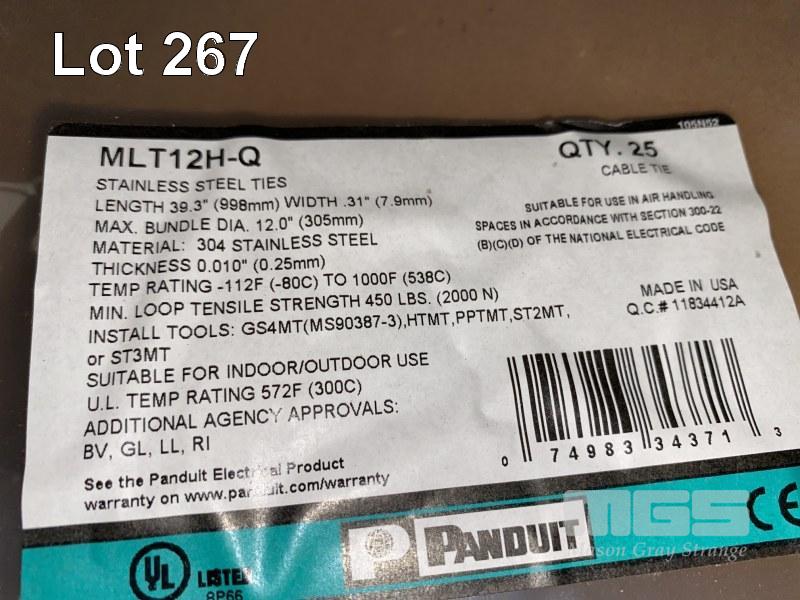 Lot 267
105N52
MLT12H-Q
QTY. 25
CABLE TIE
STAINLESS STEEL TIES
LENGTH 39.3" (998mm) WIDTH .31" (7.9mm)
MAX. BUNDLE DIA. 12.0" (305mm)
MATERIAL: 304 STAINLESS STEEL
THICKNESS 0.010" (0.25mm)
TEMP RATING -112F (-80C) TO 1000F (538C)
MIN. LOOP TENSILE STRENGTH 450 LBS. (2000 N)
INSTALL TOOLS: GS4MT(MS90387-3),HTMT,PPTMT,ST2MT,
or ST3MT
SUITABLE FOR INDOOR/OUTDOOR USE
U.L. TEMP RATING 572F (300C)
ADDITIONAL AGENCY APPROVALS:
BV, GL, LL, RI
SUITABLE FOR USE IN AIR HANDLING
SPACES IN ACCORDANCE WITH SECTION 300-22
(B)(C)(D) OF THE NATIONAL ELECTRICAL CODE
MADE IN USA
Q.C.# 11834412A
0 74983 34371 3
See the Panduit Electrical Product
warranty on www.panduit.com/warranty
UL LISTED
8P66
P PANDUIT
CE
MGS
Mason Gray Strange